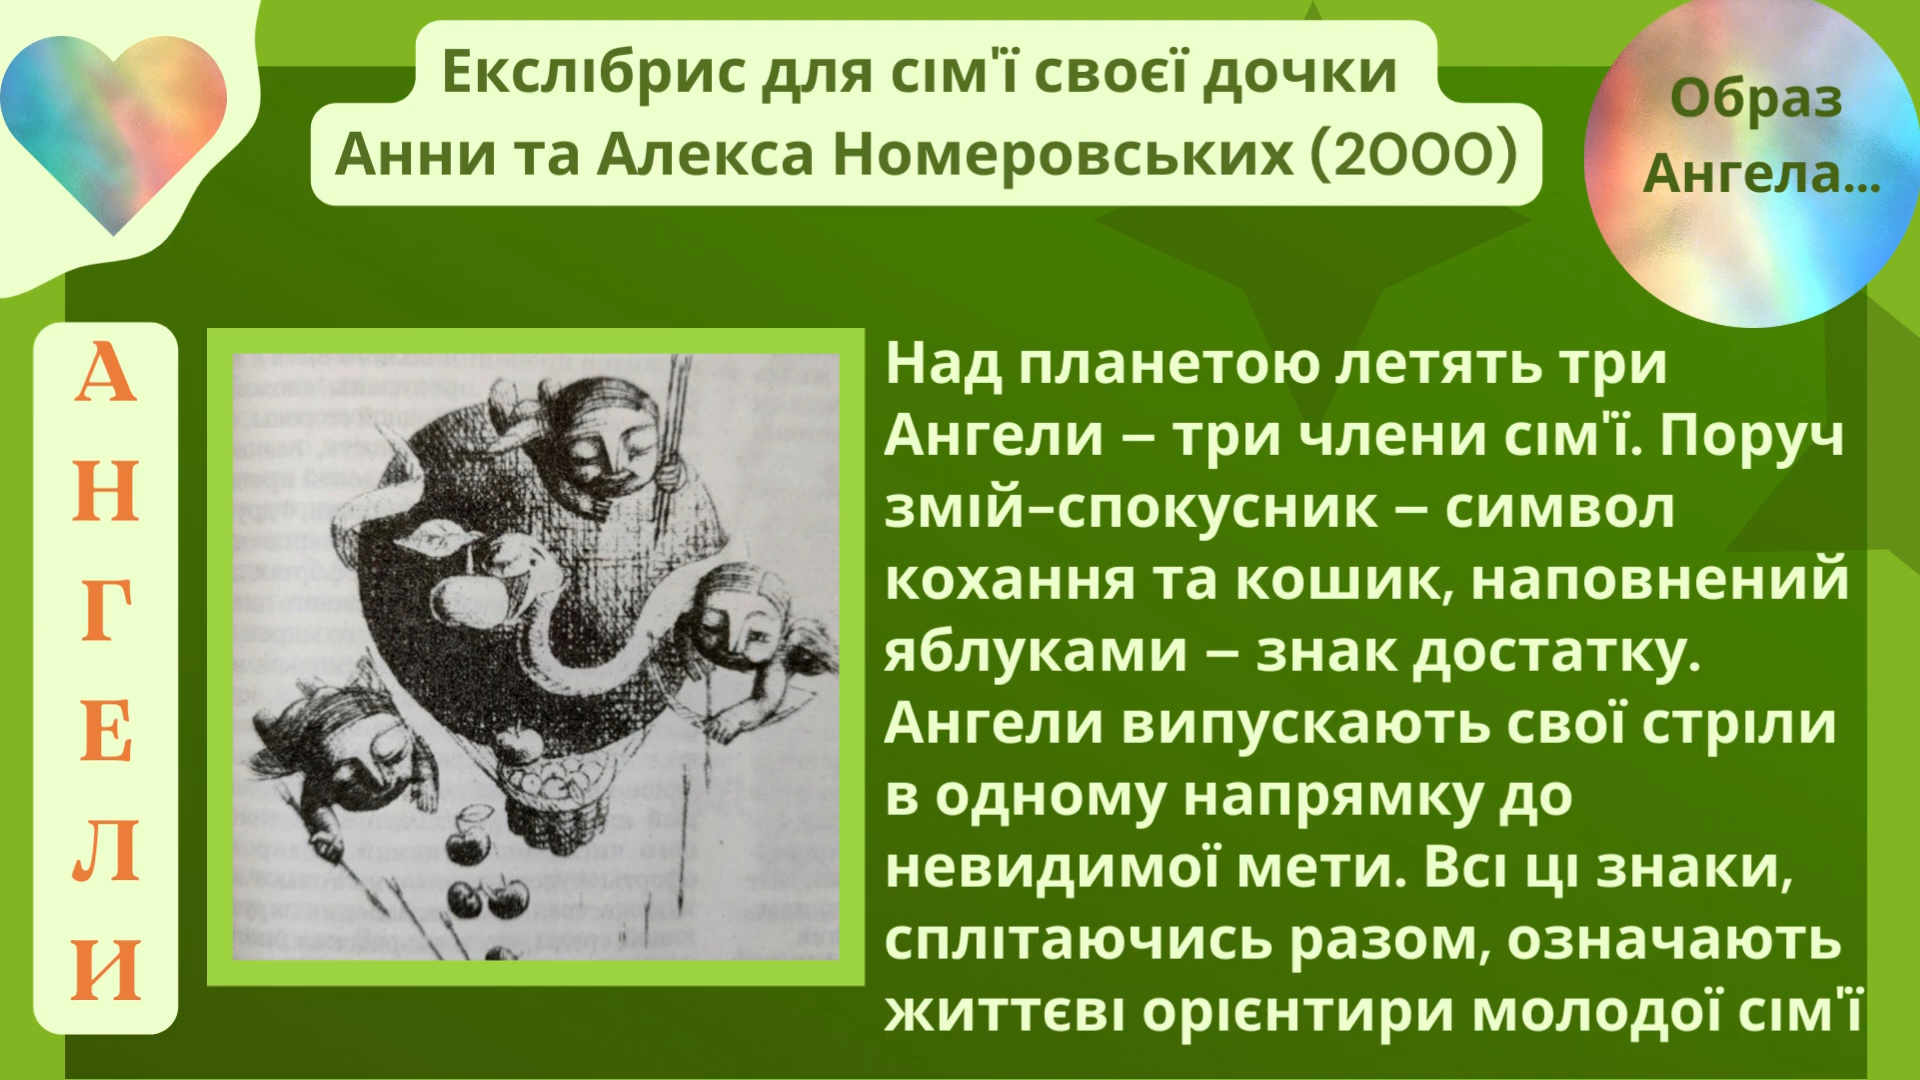 Екслібрис для сім'ї своєї дочки
Анни та Алекса Номеровських (2000)
Образ
Ангела...
А
Н
Г
Е
Л
И
Над планетою летять три
Ангели – три члени сім'ї. Поруч
змій–спокусник – символ
кохання та кошик, наповнений
яблуками – знак достатку.
Ангели випускають свої стріли
в одному напрямку до
невидимої мети. Всі ці знаки,
сплітаючись разом, означають
життєві орієнтири молодої сім'ї